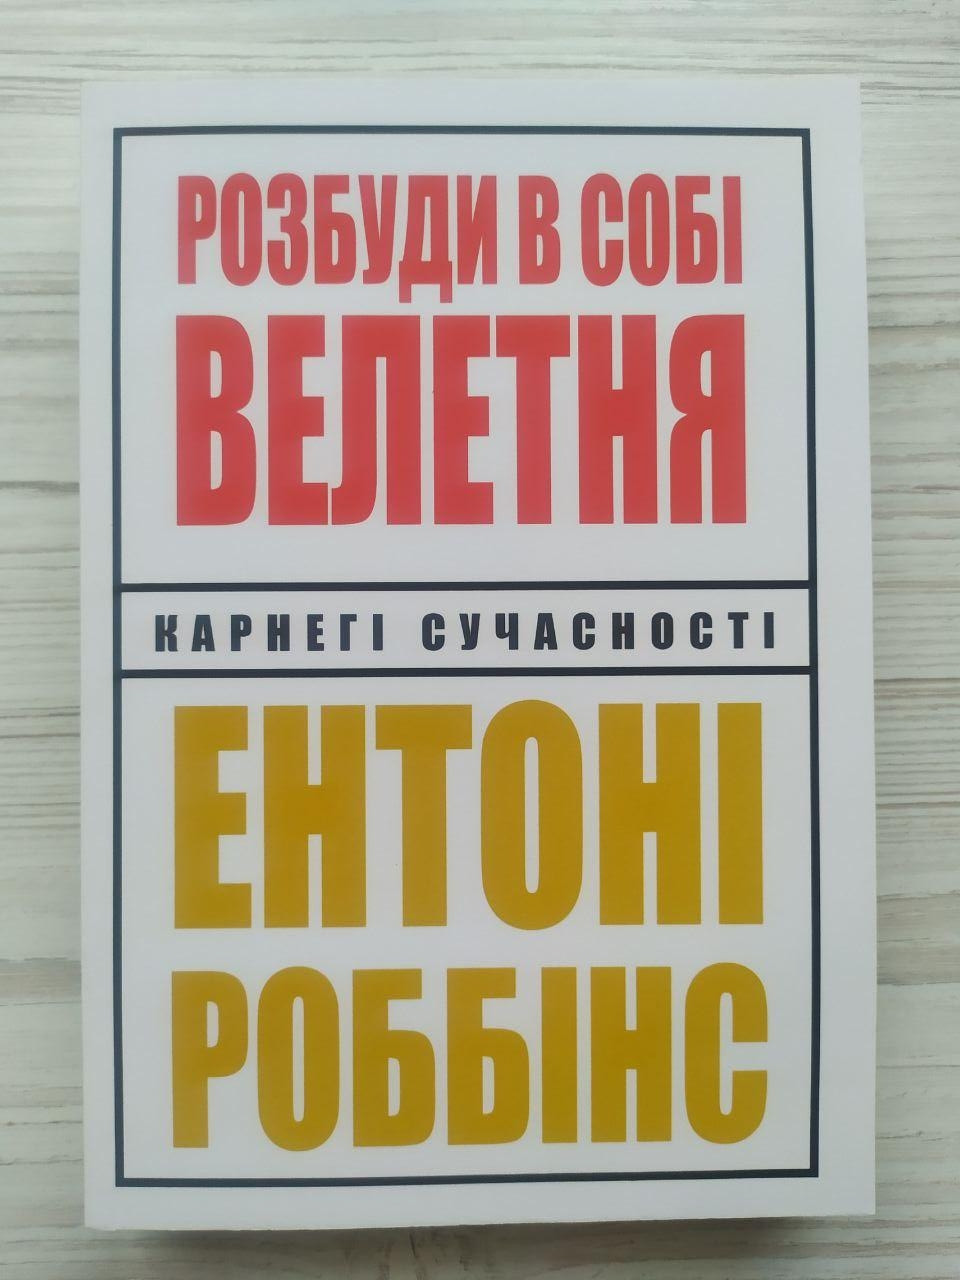 РОЗБУДИ В СОБІ
ВЕЛЕТНЯ
КАРНЕГІ СУЧАСНОСТІ
ЕНТОНІ
РОББІНС